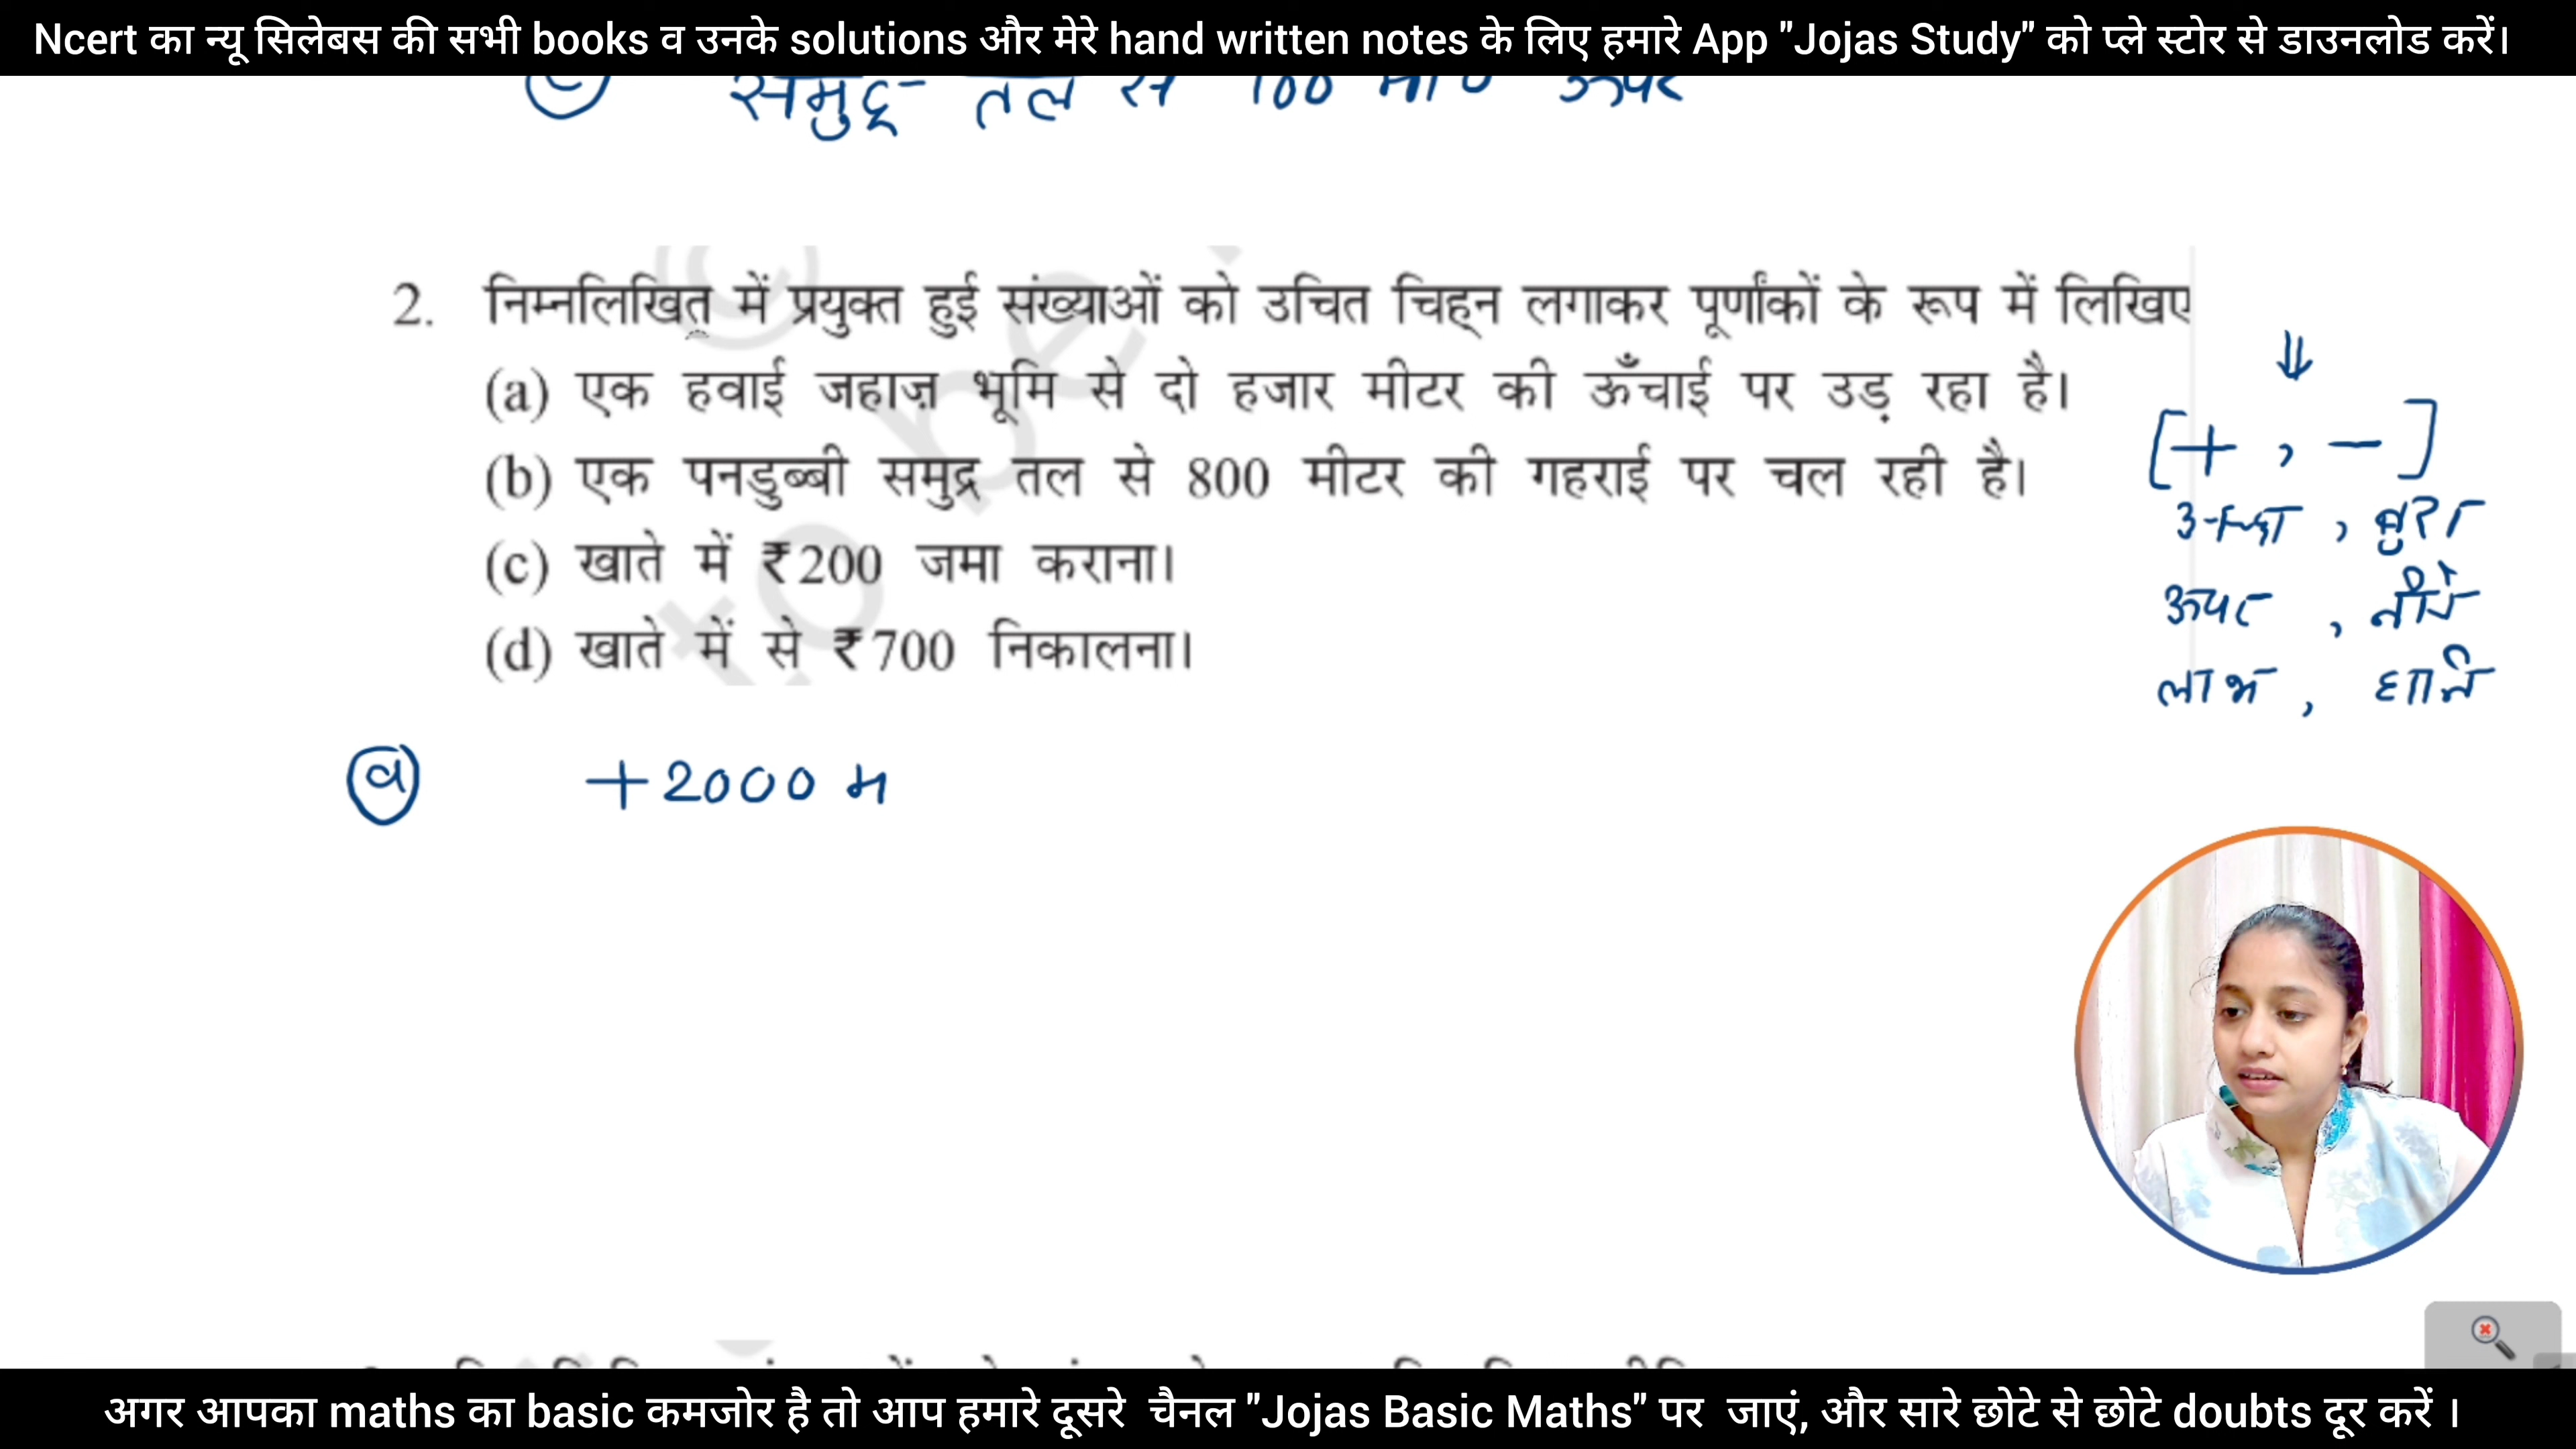 Ncert का न्यू सिलेबस की सभी books व उनके solutions और मेरे hand written notes के लिए हमारे App "Jojas Study" को प्ले स्टोर से डाउनलोड करें।
समुद्र तल से 100 मी० ऊपर
2. निम्नलिखित में प्रयुक्त हुई संख्याओं को उचित चिह्न लगाकर पूर्णांकों के रूप में लिखिए
(a) एक हवाई जहाज़ भूमि से दो हजार मीटर की ऊँचाई पर उड़ रहा है।
(b) एक पनडुब्बी समुद्र तल से 800 मीटर की गहराई पर चल रही है।
(c) खाते में ₹200 जमा कराना।
(d) खाते में से ₹700 निकालना।
⇓
[+ , −]
अच्छा , बुरा
ऊपर , नीचे
लाभ , हानि
(a) +2000 म
अगर आपका maths का basic कमजोर है तो आप हमारे दूसरे चैनल "Jojas Basic Maths" पर जाएं, और सारे छोटे से छोटे doubts दूर करें ।